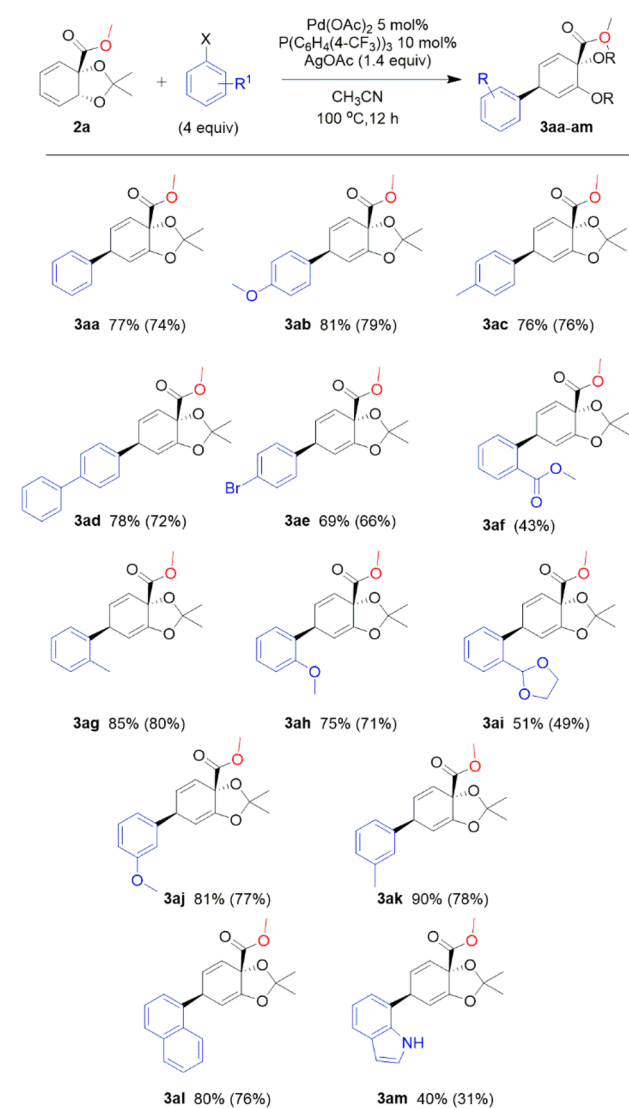 Pd(OAc)₂ 5 mol%
P(C₆H₄(4-CF₃))₃ 10 mol%
AgOAc (1.4 equiv)
CH₃CN
100 ºC,12 h
O
O
O
O
2a
+
X
R¹
(4 equiv)
O
O
O
R
R
OR
3aa-am
O
O
O
O
3aa 77% (74%)
O
O
O
O
O
3ab 81% (79%)
O
O
O
O
3ac 76% (76%)
O
O
O
O
3ad 78% (72%)
O
O
O
O
Br
3ae 69% (66%)
O
O
O
O
O
O
3af (43%)
O
O
O
O
3ag 85% (80%)
O
O
O
O
O
3ah 75% (71%)
O
O
O
O
O
O
3ai 51% (49%)
O
O
O
O
O
3aj 81% (77%)
O
O
O
O
3ak 90% (78%)
O
O
O
O
3al 80% (76%)
O
O
O
O
NH
3am 40% (31%)